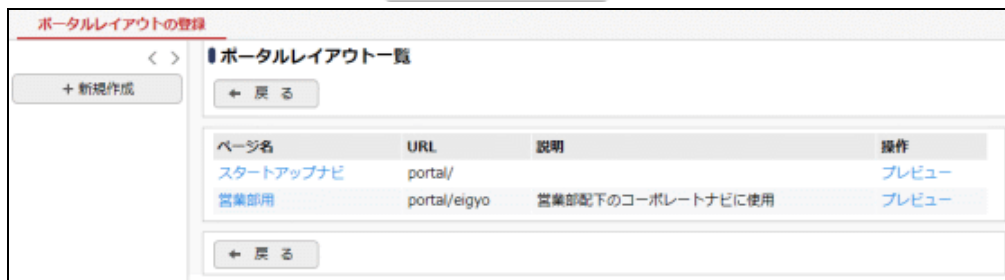 ポータルレイアウトの登録
< >
+ 新規作成
ポータルレイアウト一覧
← 戻 る
ページ名 URL 説明 操作
スタートアップナビ portal/ プレビュー
営業部用 portal/eigyo 営業部配下のコーポレートナビに使用 プレビュー
← 戻 る